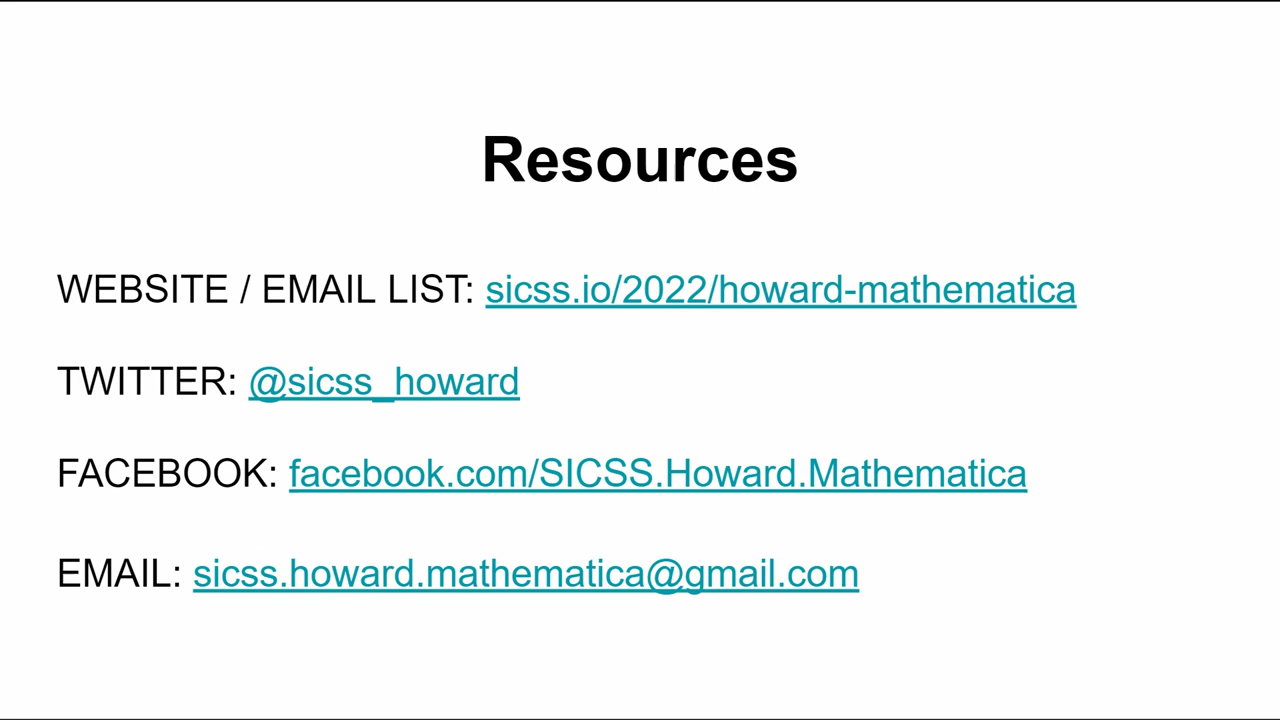 Resources
WEBSITE / EMAIL LIST: sicss.io/2022/howard-mathematica
TWITTER: @sicss_howard
FACEBOOK: facebook.com/SICSS.Howard.Mathematica
EMAIL: sicss.howard.mathematica@gmail.com